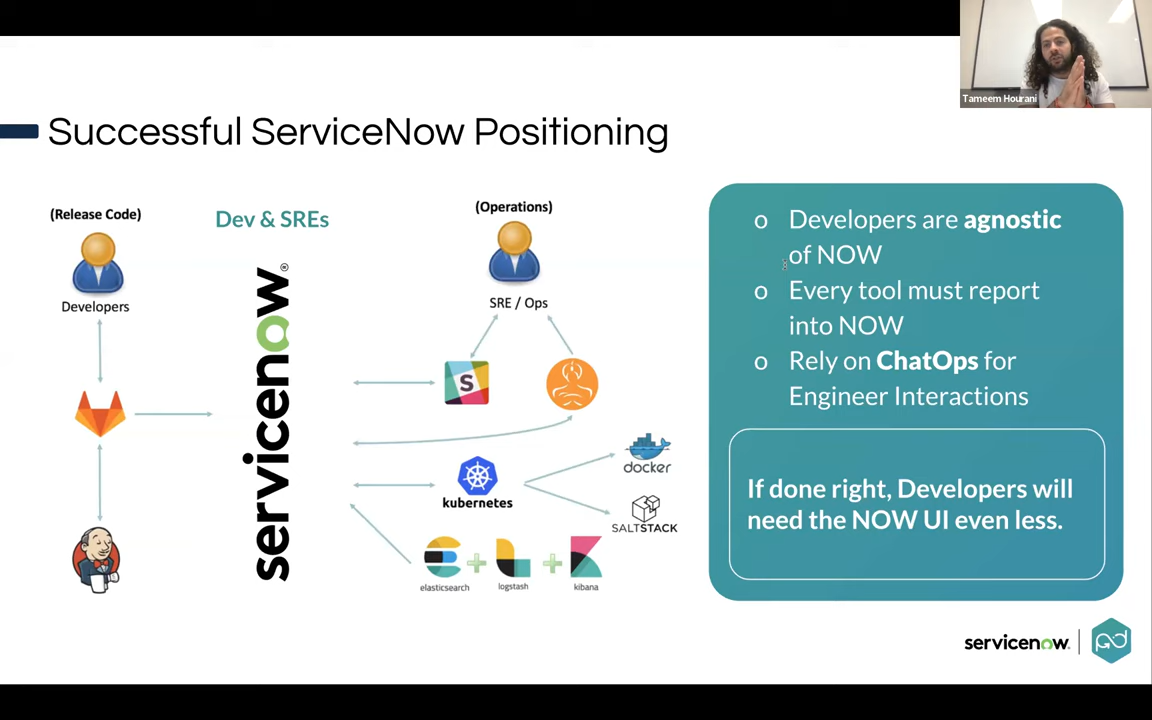 Tameem Hourani
Successful ServiceNow Positioning
(Release Code)
Developers
Dev & SREs
servicenow®
(Operations)
SRE / Ops
S
kubernetes
docker
SALTSTACK
elasticsearch
logstash
kibana
o Developers are agnostic
of NOW
o Every tool must report
into NOW
o Rely on ChatOps for
Engineer Interactions
If done right, Developers will
need the NOW UI even less.
servicenow.